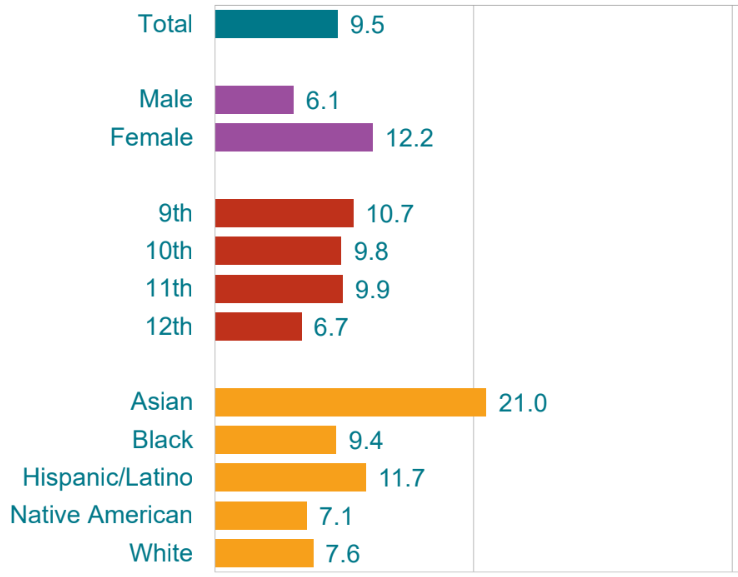 Total 9.5
Male 6.1
Female 12.2
9th 10.7
10th 9.8
11th 9.9
12th 6.7
Asian 21.0
Black 9.4
Hispanic/Latino 11.7
Native American 7.1
White 7.6